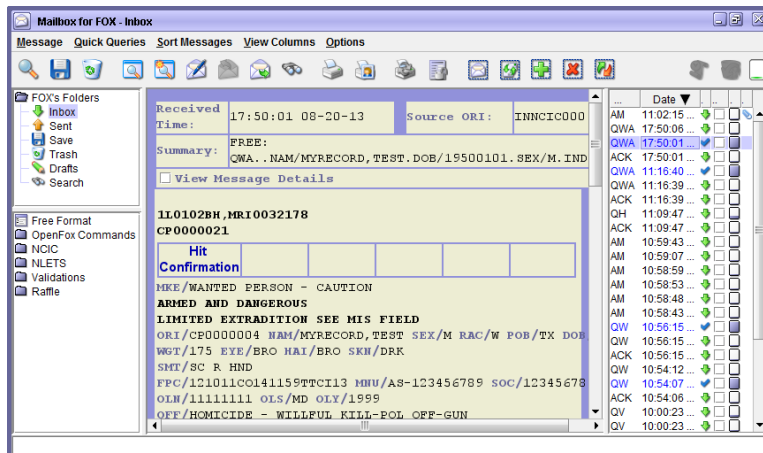 Mailbox for FOX - Inbox
Message Quick Queries Sort Messages View Columns Options
FOX's Folders
Inbox
Sent
Save
Trash
Drafts
Search
Free Format
OpenFox Commands
NCIC
NLETS
Validations
Raffle
Received Time: 17:50:01 08-20-13 Source ORI: INNCIC000
Summary: FREE:
QWA..NAM/MYRECORD,TEST.DOB/19500101.SEX/M.IND
View Message Details
1L0102BH,MRI0032178
CP0000021
Hit Confirmation
MKE/WANTED PERSON - CAUTION
ARMED AND DANGEROUS
LIMITED EXTRADITION SEE MIS FIELD
ORI/CP0000004 NAM/MYRECORD,TEST SEX/M RAC/W POB/TX DOB
WGT/175 EYE/BRO HAI/BRO SKN/DRK
SMT/SC R HND
FPC/121011CO141159TTCI13 MNU/AS-123456789 SOC/12345678
OLN/11111111 OLS/MD OLY/1999
OFF/HOMICIDE - WILLFUL KILL-POL OFF-GUN
... Date ▼ . . . .
AM 11:02:15 ...
QWA 17:50:06 ...
QWA 17:50:01 ...
ACK 17:50:01 ...
QWA 11:16:40 ...
QWA 11:16:39 ...
ACK 11:16:39 ...
QH 11:09:47 ...
ACK 11:09:47 ...
AM 10:59:43 ...
AM 10:59:07 ...
AM 10:58:59 ...
AM 10:58:53 ...
AM 10:58:48 ...
AM 10:58:43 ...
QW 10:56:15 ...
QW 10:56:15 ...
ACK 10:56:15 ...
QW 10:54:12 ...
QW 10:54:07 ...
ACK 10:54:06 ...
QV 10:00:23 ...
QV 10:00:23 ...